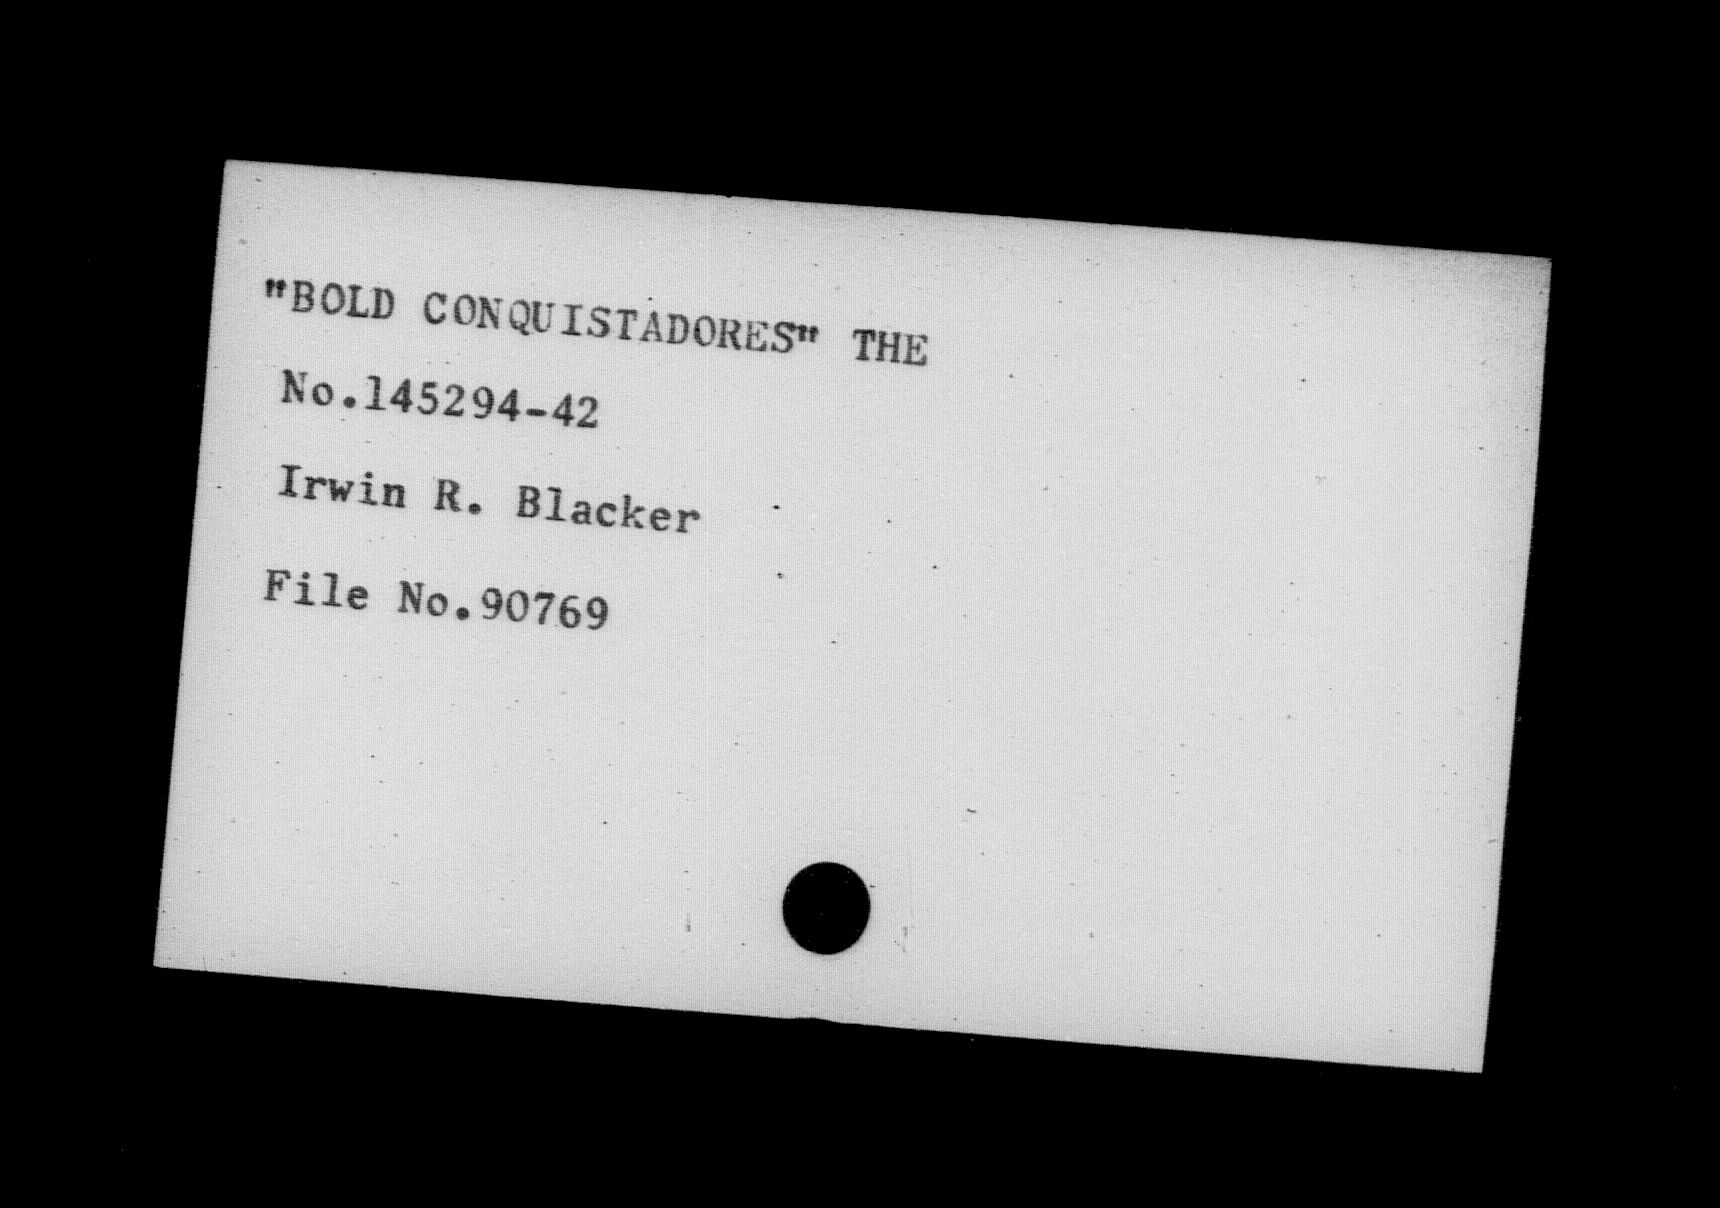 "BOLD CONQUISTADORES" THE
No.145294-42
Irwin R. Blacker
File No.90769